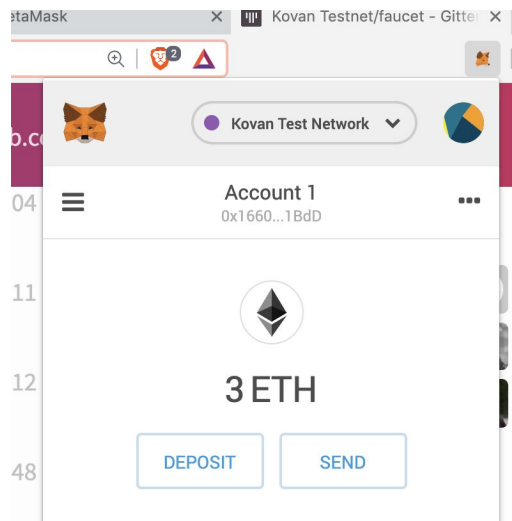 etaMask
Kovan Testnet/faucet - Gitter
2
b.co
Kovan Test Network
04
Account 1
0x1660...1BdD
11
12
3 ETH
DEPOSIT
SEND
48